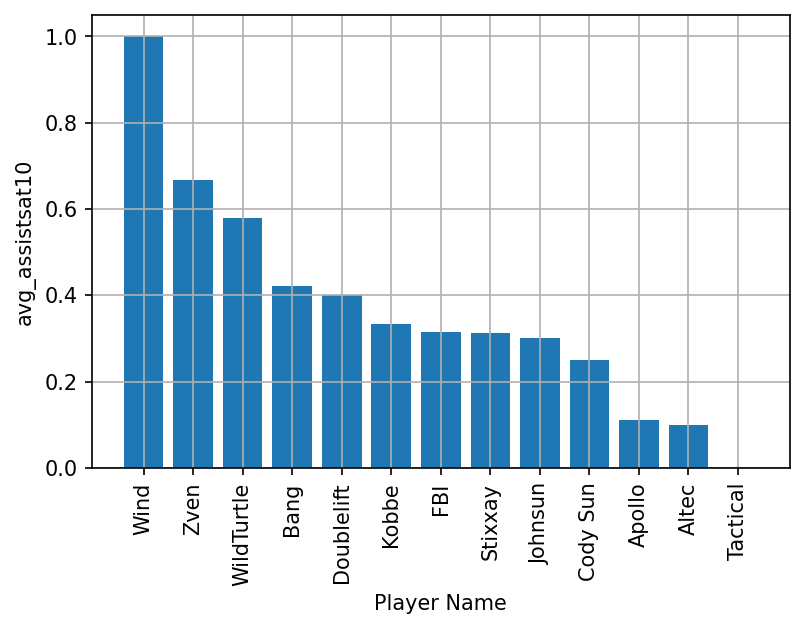 1.0
0.8
0.6
0.4
0.2
0.0
avg_assistsat10
Wind
Zven
WildTurtle
Bang
Doublelift
Kobbe
FBI
Stixxay
Johnsun
Cody Sun
Apollo
Altec
Tactical
Player Name